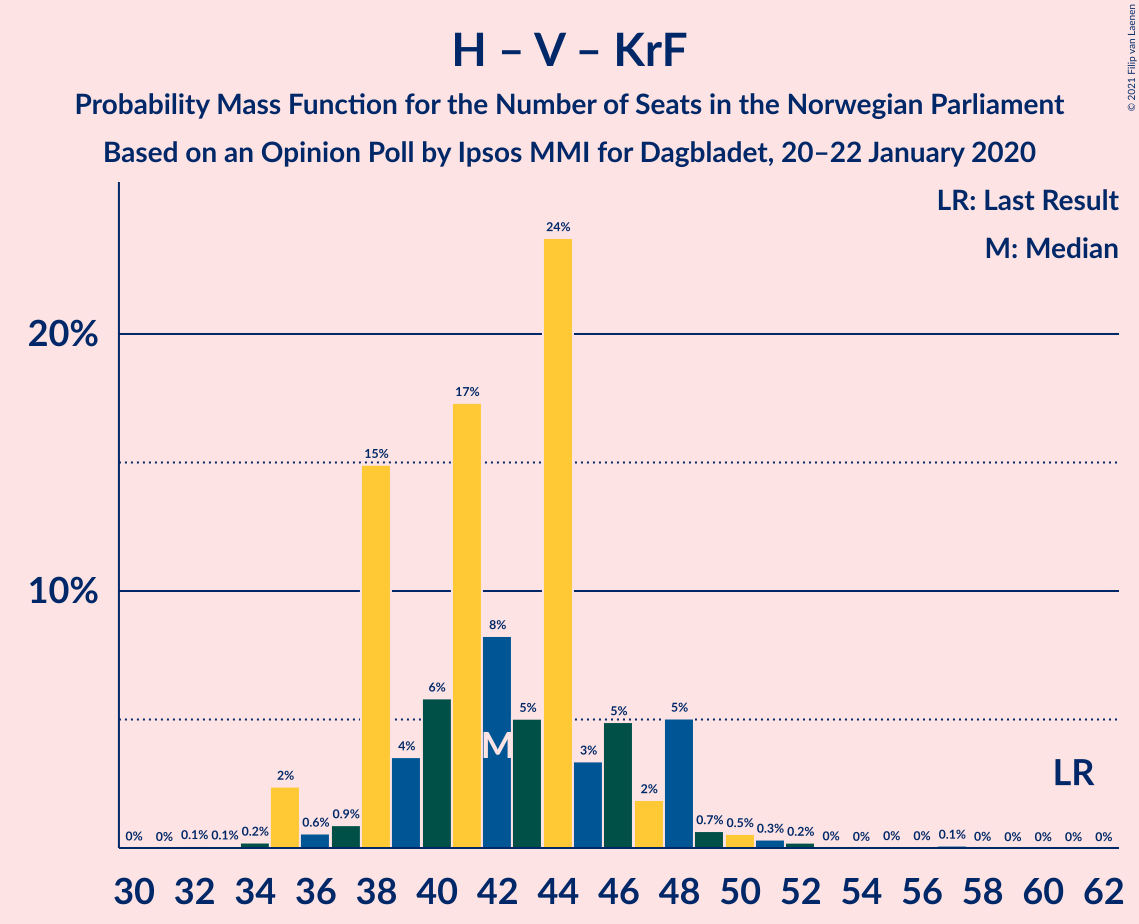 H – V – KrF
Probability Mass Function for the Number of Seats in the Norwegian Parliament
Based on an Opinion Poll by Ipsos MMI for Dagbladet, 20–22 January 2020
© 2021 Filip van Laenen
LR: Last Result
M: Median
24%
20%
17%
15%
10%
8%
6%
5%
5%
5%
4%
M
3%
LR
2%
2%
0% 0% 0.1% 0.1% 0.2% 0.6% 0.9% 0.7% 0.5% 0.3% 0.2% 0% 0% 0% 0% 0.1% 0% 0% 0% 0% 0%
30 32 34 36 38 40 42 44 46 48 50 52 54 56 58 60 62